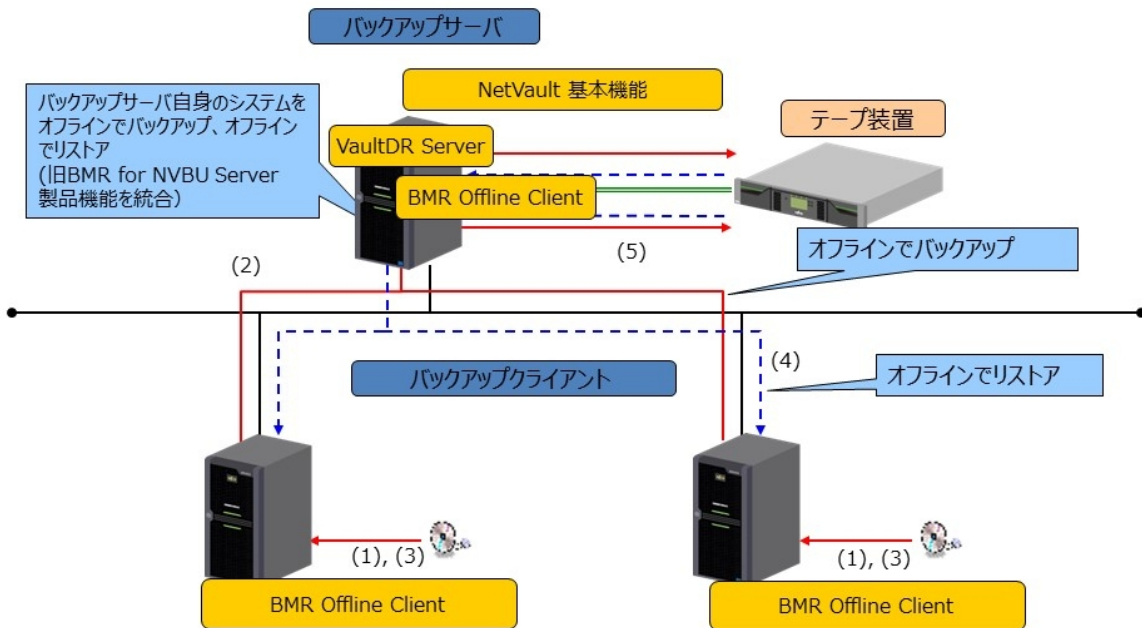 バックアップサーバ
NetVault 基本機能
バックアップサーバ自身のシステムを
オフラインでバックアップ、オフライン
でリストア
(旧BMR for NVBU Server
製品機能を統合)
テープ装置
VaultDR Server
BMR Offline Client
(5)
オフラインでバックアップ
(2)
(4)
バックアップクライアント
オフラインでリストア
(1), (3)
(1), (3)
BMR Offline Client
BMR Offline Client